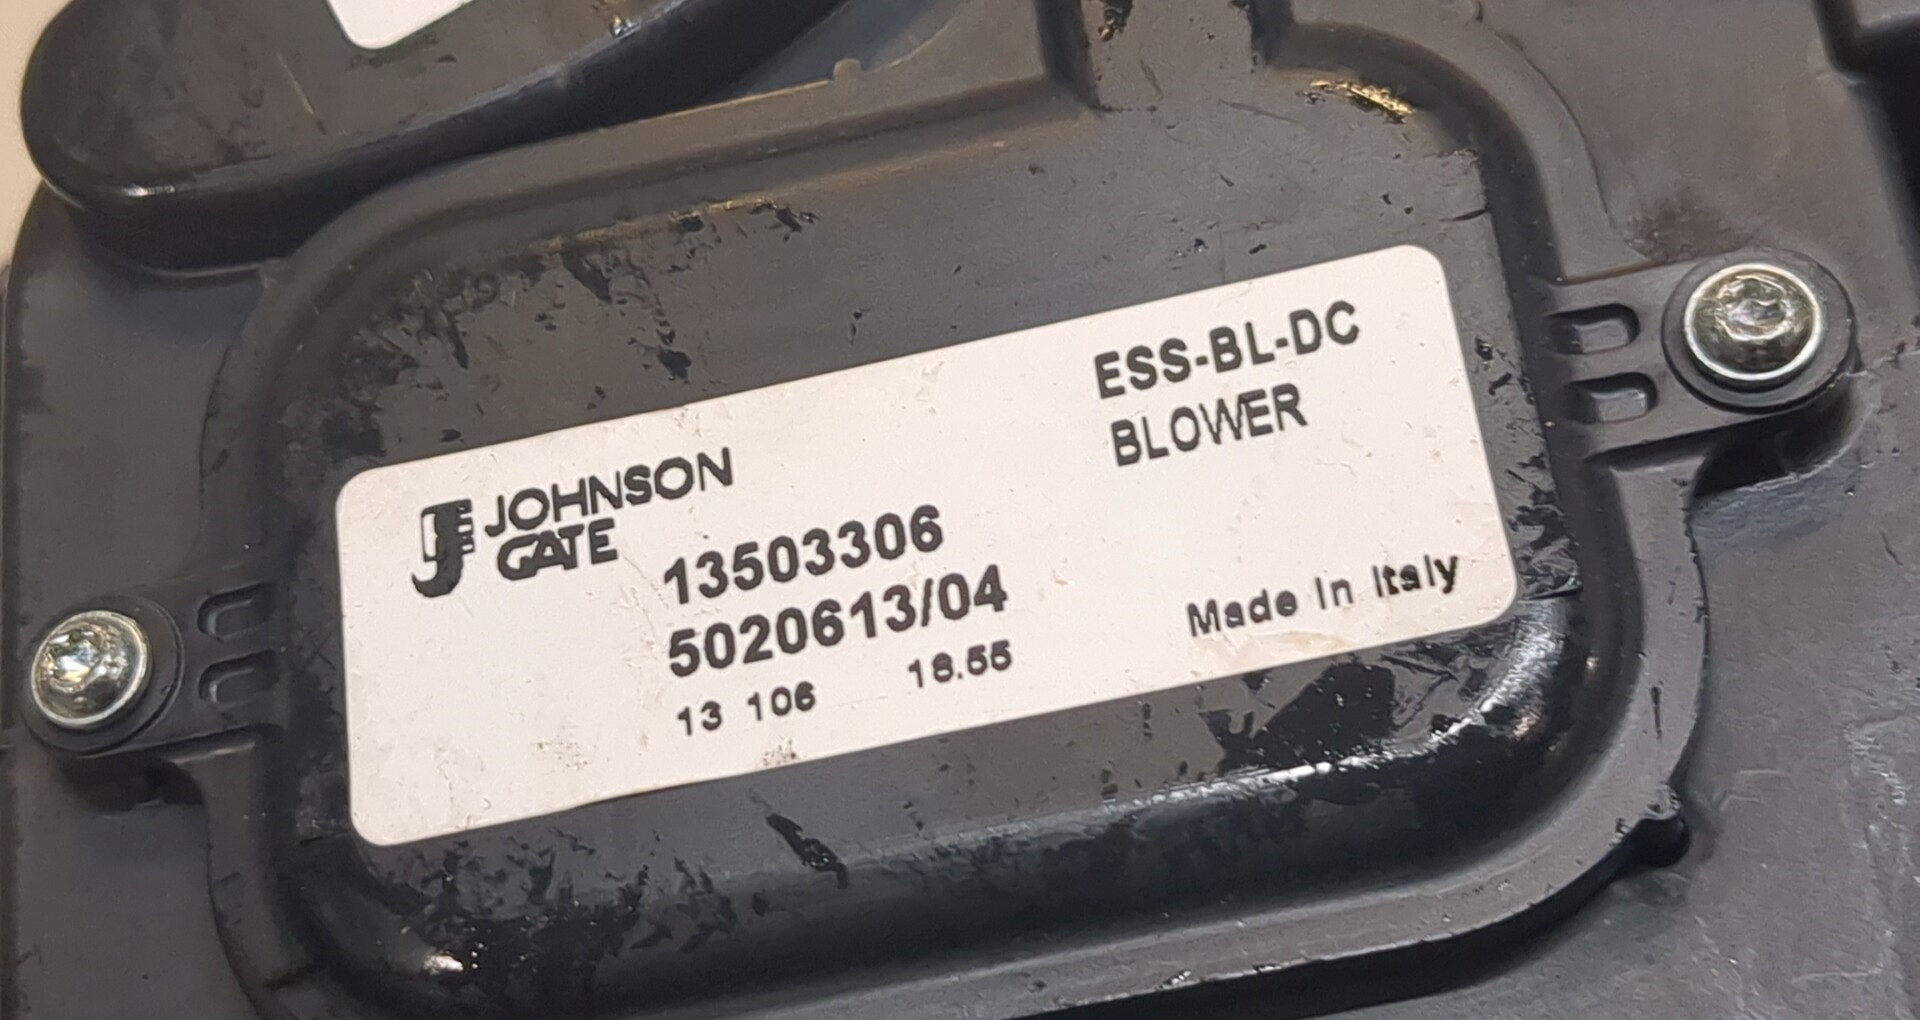 JOHNSON
GATE
ESS-BL-DC
BLOWER
13503306
5020613/04
13 106 18.55
Made In Italy